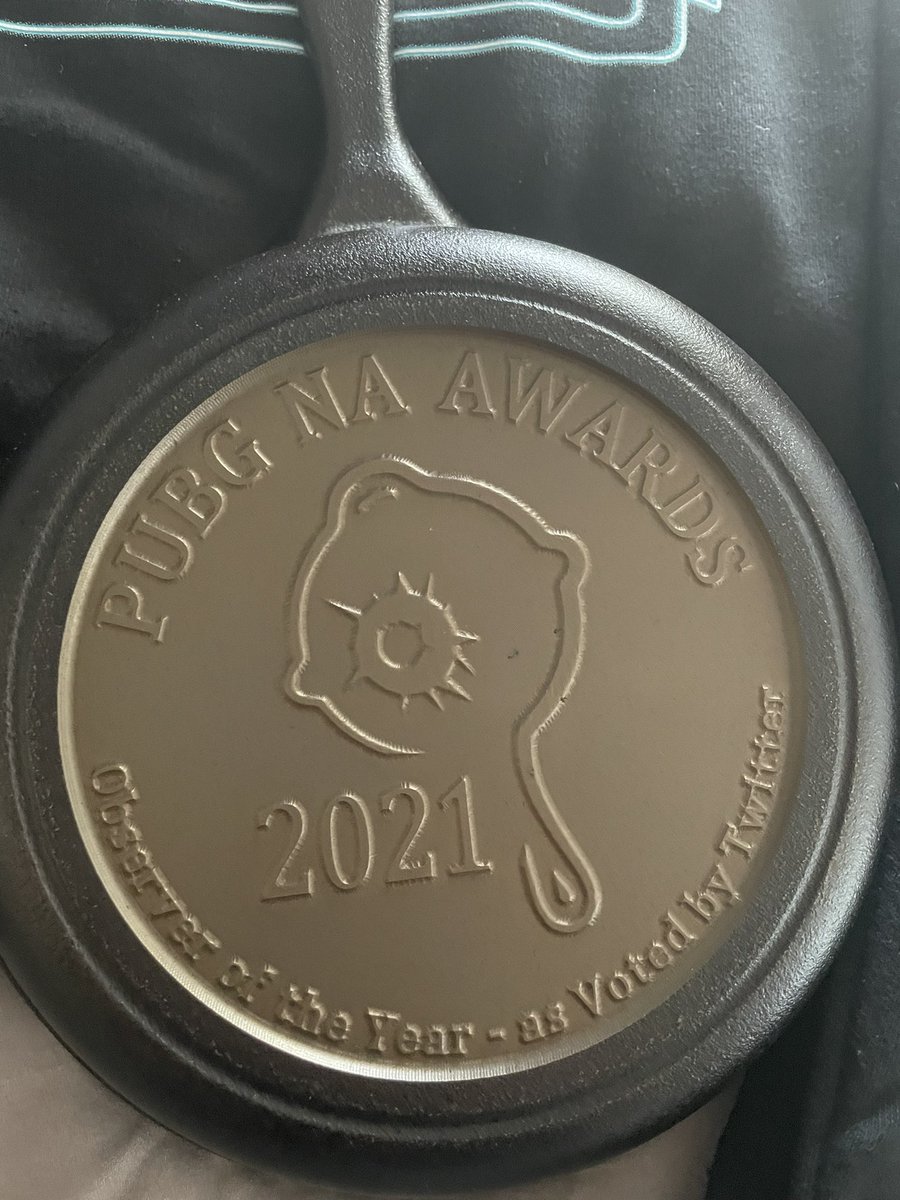 PUBG NA AWARDS
2021
Observer of the Year - as Voted by Twitter